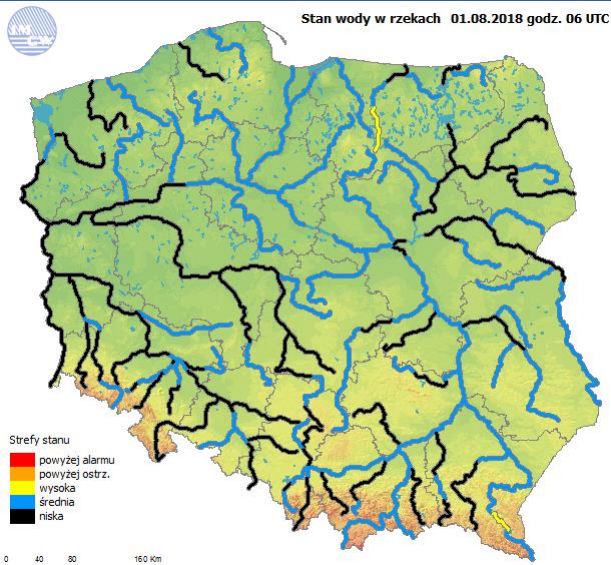 Stan wody w rzekach 01.08.2018 godz. 06 UTC
Strefy stanu
powyżej alarmu
powyżej ostrz.
wysoka
średnia
niska
0 40 80 160 Km